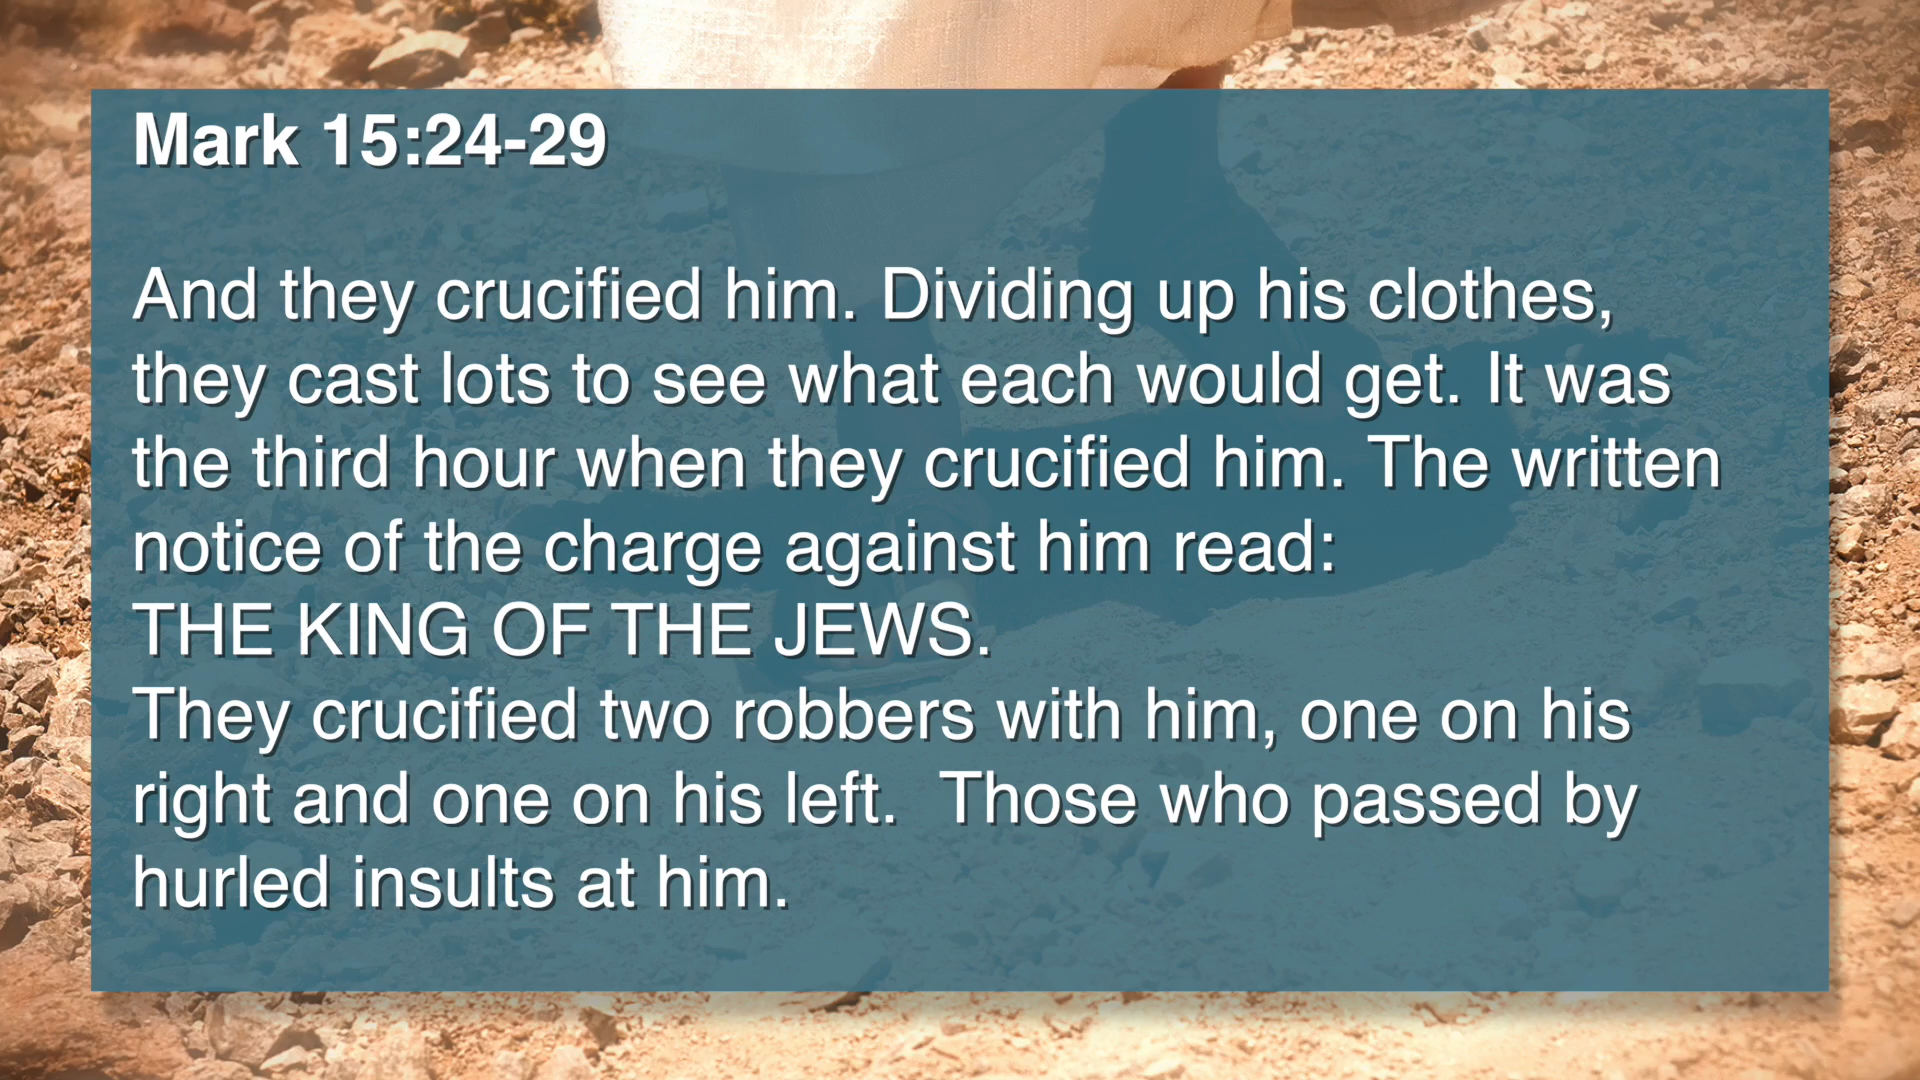 Mark 15:24-29
And they crucified him. Dividing up his clothes,
they cast lots to see what each would get. It was
the third hour when they crucified him. The written
notice of the charge against him read:
THE KING OF THE JEWS.
They crucified two robbers with him, one on his
right and one on his left.  Those who passed by
hurled insults at him.